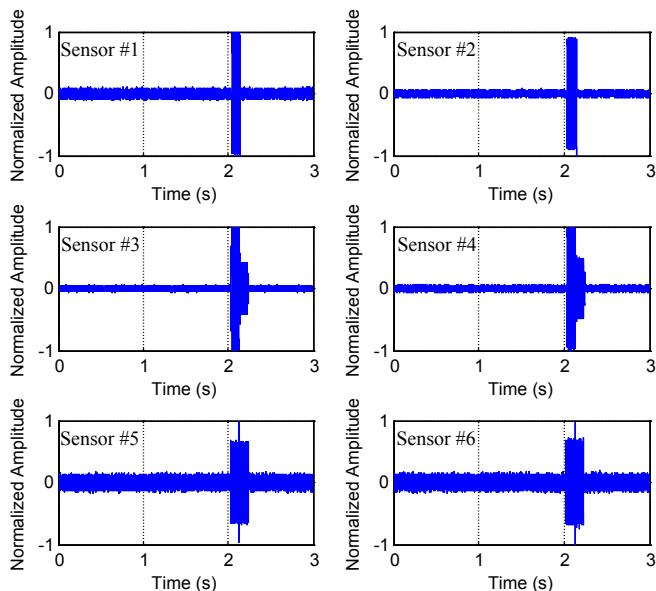 Normalized Amplitude
1
0
-1
Sensor #1
0 1 2 3
Time (s)
Normalized Amplitude
1
0
-1
Sensor #2
0 1 2 3
Time (s)
Normalized Amplitude
1
0
-1
Sensor #3
0 1 2 3
Time (s)
Normalized Amplitude
1
0
-1
Sensor #4
0 1 2 3
Time (s)
Normalized Amplitude
1
0
-1
Sensor #5
0 1 2 3
Time (s)
Normalized Amplitude
1
0
-1
Sensor #6
0 1 2 3
Time (s)